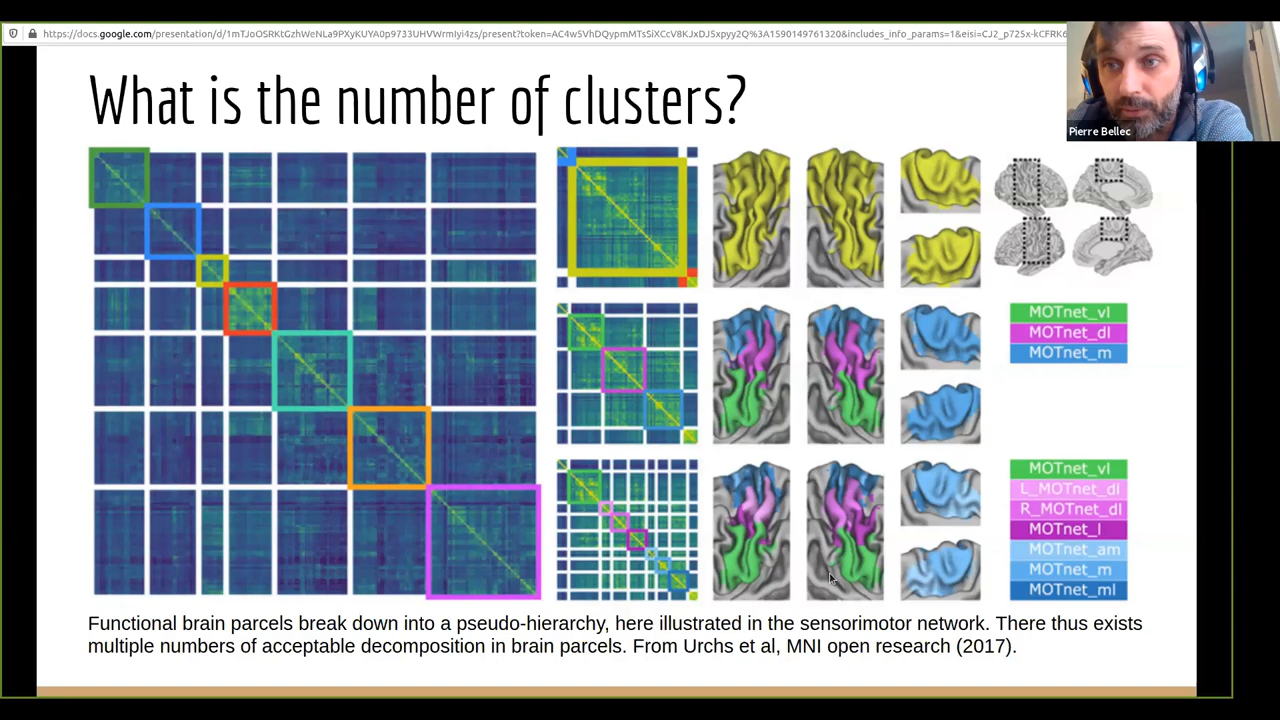 https://docs.google.com/presentation/d/1mTJoOSRKtGzhWeNLa9PXyKUYA0p9733UHVWrmIyi4zs/present?token=AC4w5VhDQypmMTsSiXCcV8KJxDJ5xpyy2Q%3A1590149761320&includes_info_params=1&eisi=CJ2_p725x-kCFRK6
Pierre Bellec
What is the number of clusters?
MOTnet_vl
MOTnet_dl
MOTnet_m
MOTnet_vl
L_MOTnet_dl
R_MOTnet_dl
MOTnet_l
MOTnet_am
MOTnet_m
MOTnet_ml
Functional brain parcels break down into a pseudo-hierarchy, here illustrated in the sensorimotor network. There thus exists
multiple numbers of acceptable decomposition in brain parcels. From Urchs et al, MNI open research (2017).